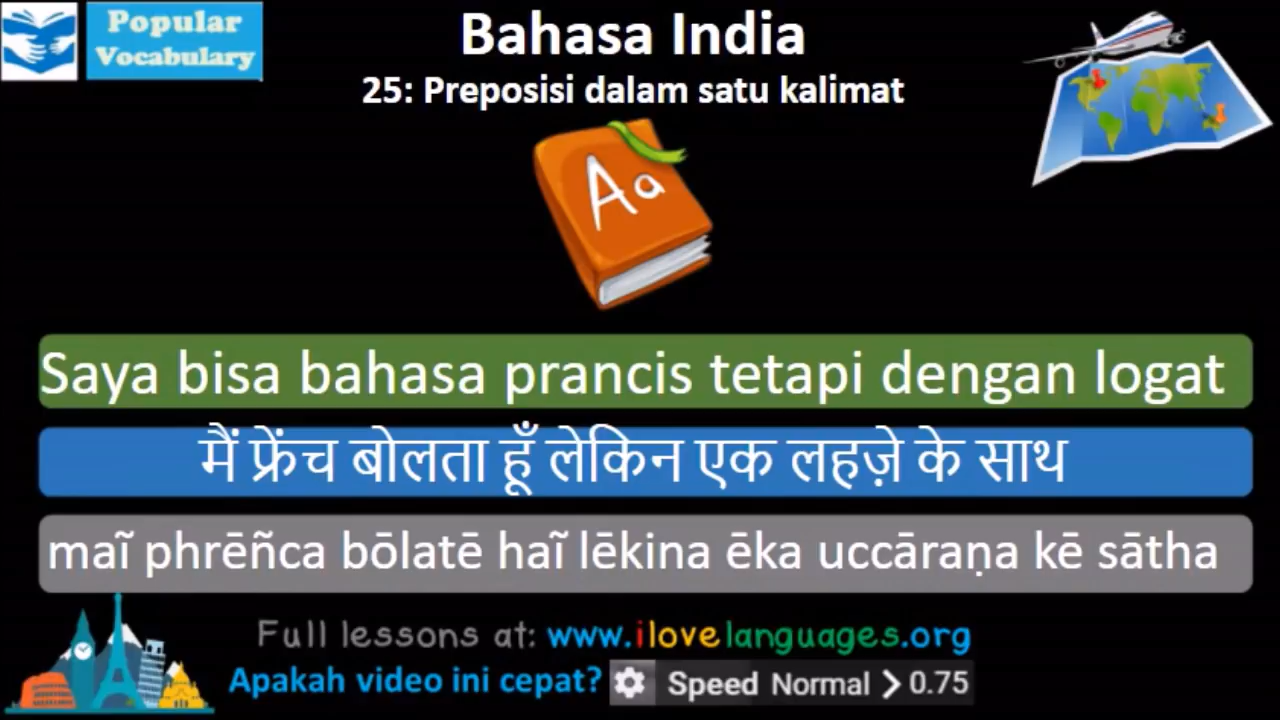 Popular
Vocabulary
Bahasa India
25: Preposisi dalam satu kalimat
Aa
Saya bisa bahasa prancis tetapi dengan logat
मैं फ्रेंच बोलता हूँ लेकिन एक लहज़े के साथ
maĩ phrēñca bōlatē haĩ lēkina ēka uccāraṇa kē sātha
Full lessons at: www.ilovelanguages.org
Apakah video ini cepat? Speed Normal > 0.75